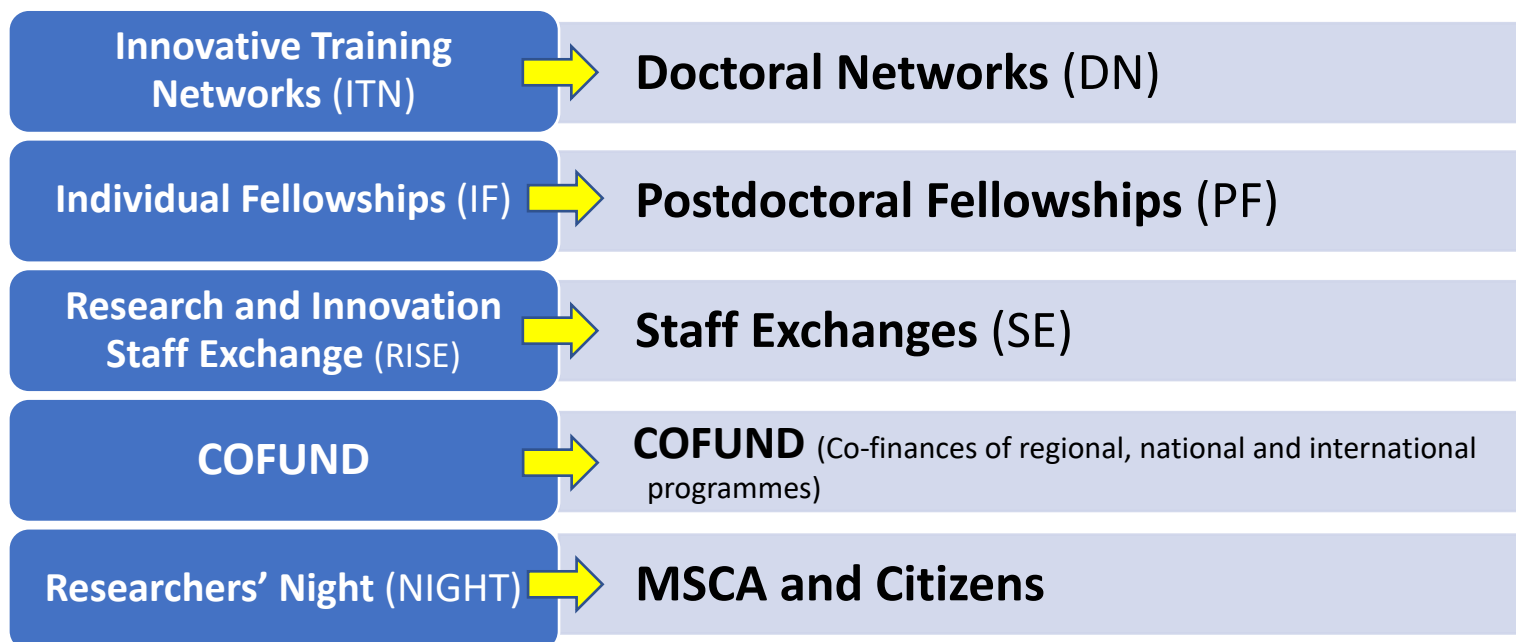 Innovative Training
Networks (ITN)
Doctoral Networks (DN)
Individual Fellowships (IF)
Postdoctoral Fellowships (PF)
Research and Innovation
Staff Exchange (RISE)
Staff Exchanges (SE)
COFUND
COFUND (Co-finances of regional, national and international
programmes)
Researchers’ Night (NIGHT)
MSCA and Citizens